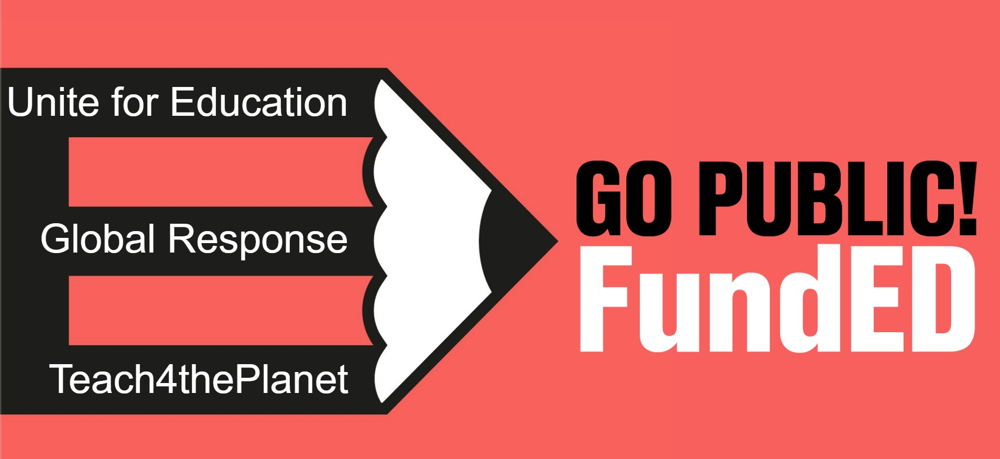 Unite for Education
Global Response
Teach4thePlanet
GO PUBLIC!
FundED